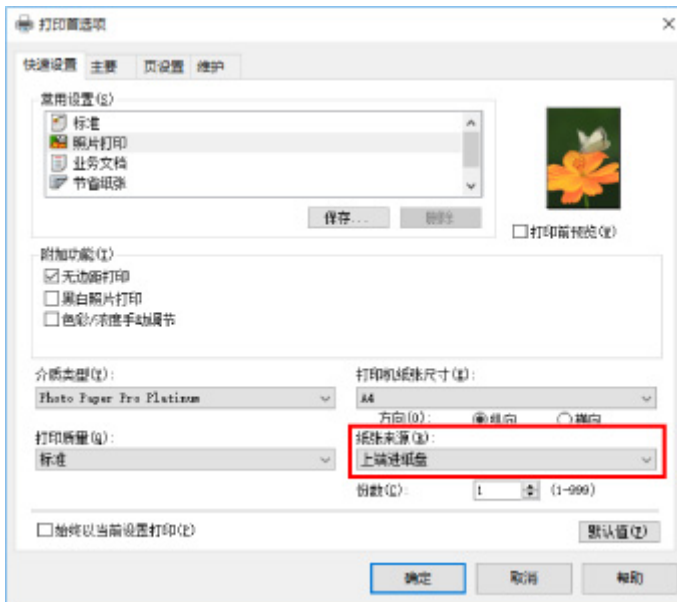 打印首选项
快速设置 主要 页设置 维护
常用设置(S)
标准
照片打印
业务文档
节省纸张
保存... 删除
打印前预览(W)
附加功能(I)
无边距打印
黑白照片打印
色彩/浓度手动调节
介质类型(Y):
打印机纸张尺寸(E):
Photo Paper Pro Platinum
A4
方向(O): 纵向 横向
打印质量(Q):
纸张来源(R):
标准
上端进纸盘
份数(C): 1 (1-999)
始终以当前设置打印(P)
默认值(T)
确定 取消 帮助